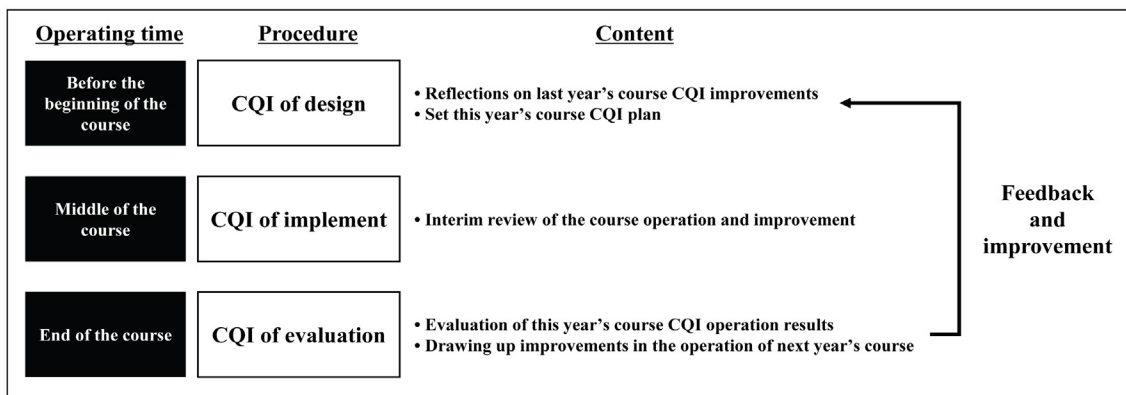 Operating time
Procedure
Content
Before the
beginning of the
course
CQI of design
• Reflections on last year’s course CQI improvements
• Set this year’s course CQI plan
Middle of the
course
CQI of implement
• Interim review of the course operation and improvement
Feedback
and
improvement
End of the course
CQI of evaluation
• Evaluation of this year’s course CQI operation results
• Drawing up improvements in the operation of next year’s course